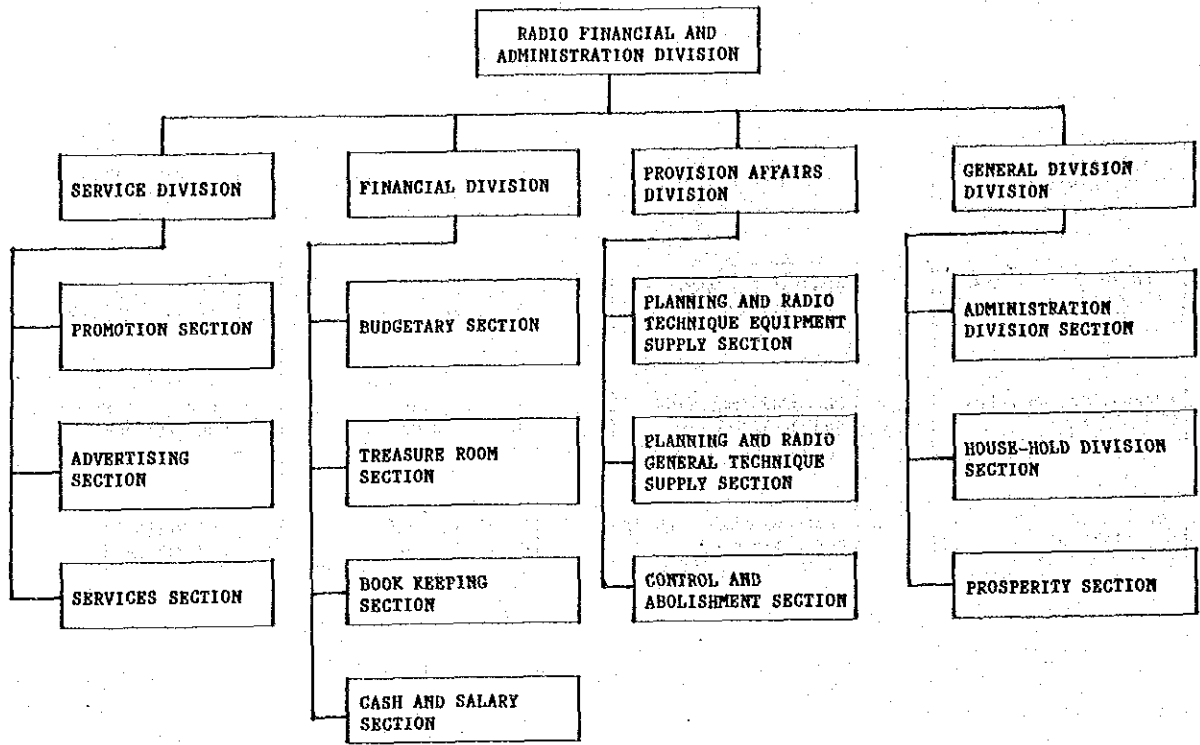 RADIO FINANCIAL AND
ADMINISTRATION DIVISION
SERVICE DIVISION
FINANCIAL DIVISION
PROVISION AFFAIRS
DIVISION
GENERAL DIVISION
DIVISION
PROMOTION SECTION
ADVERTISING
SECTION
SERVICES SECTION
BUDGETARY SECTION
TREASURE ROOM
SECTION
BOOK KEEPING
SECTION
CASH AND SALARY
SECTION
PLANNING AND RADIO
TECHNIQUE EQUIPMENT
SUPPLY SECTION
PLANNING AND RADIO
GENERAL TECHNIQUE
SUPPLY SECTION
CONTROL AND
ABOLISHMENT SECTION
ADMINISTRATION
DIVISION SECTION
HOUSE-HOLD DIVISION
SECTION
PROSPERITY SECTION